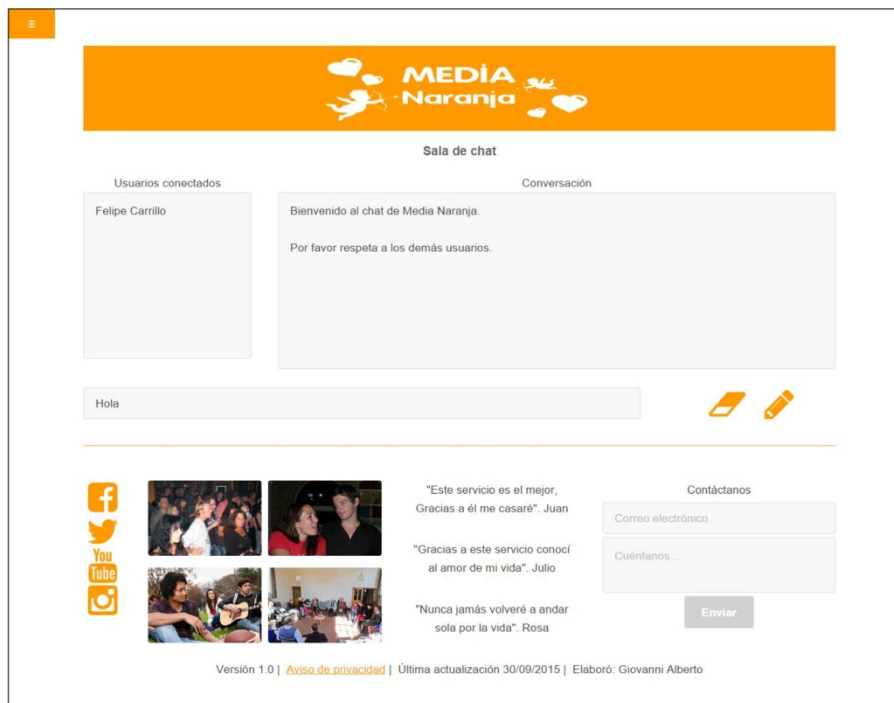 MEDIA
Naranja
Sala de chat
Usuarios conectados
Conversación
Felipe Carrillo
Bienvenido al chat de Media Naranja.
Por favor respeta a los demás usuarios.
Hola
You
Tube
"Este servicio es el mejor,
Gracias a él me casaré". Juan
"Gracias a este servicio conocí
al amor de mi vida". Julio
"Nunca jamás volveré a andar
sola por la vida". Rosa
Contáctanos
Correo electrónico
Cuéntanos...
Enviar
Versión 1.0 | Aviso de privacidad | Última actualización 30/09/2015 | Elaboró: Giovanni Alberto